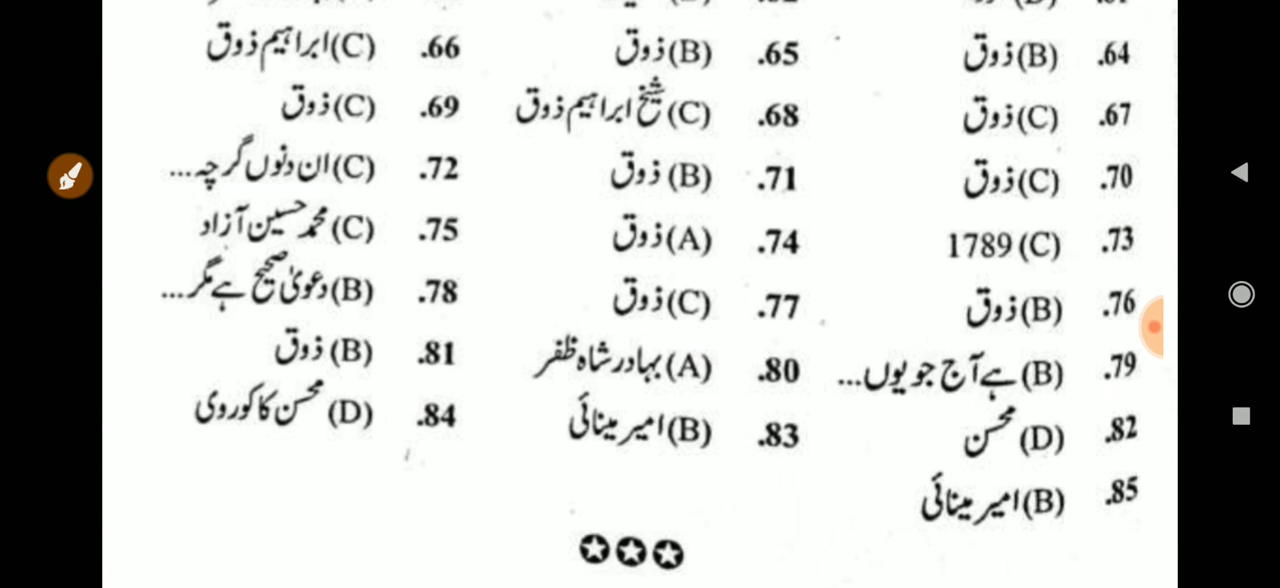 64. (B) ذوق 65. (B) ذوق 66. (C) ابراہیم ذوق
67. (C) ذوق 68. (C) شیخ ابراہیم ذوق 69. (C) ذوق
70. (C) ذوق 71. (B) ذوق 72. (C) ان دنوں گرچہ...
73. (C) 1789 74. (A) ذوق 75. (C) محمد حسین آزاد
76. (B) ذوق 77. (C) ذوق 78. (B) دعویٰ صحیح ہے مگر...
79. (B) ہے آج جو یوں... 80. (A) بہادر شاہ ظفر 81. (B) ذوق
82. (D) محسن 83. (B) امیر مینائی 84. (D) محسن کاکوروی
85. (B) امیر مینائی